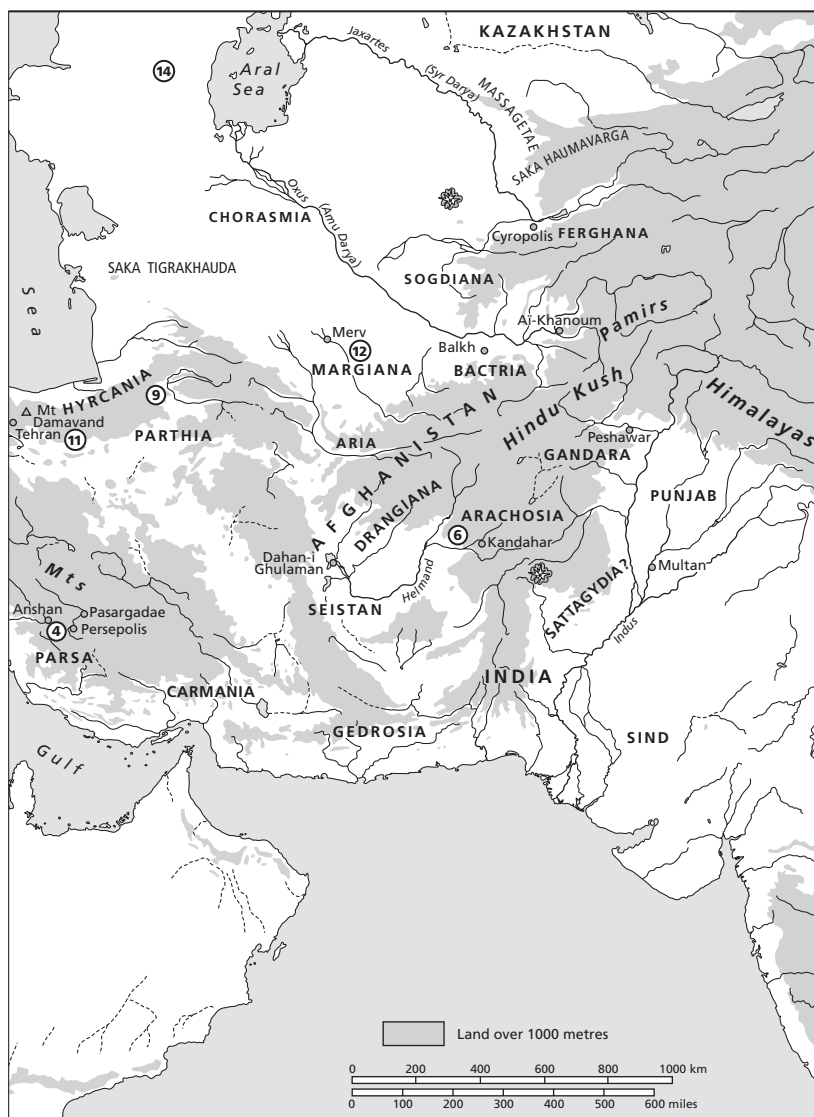 KAZAKHSTAN
14
Aral
Sea
Jaxartes
(Syr Darya)
MASSAGETAE
SAKA HAUMAVARGA
Oxus
(Amu Darya)
CHORASMIA
Cyropolis
FERGHANA
SAKA TIGRAKHAUDA
SOGDIANA
Sea
Aï-Khanoum
Pamirs
Merv
12
Balkh
MARGIANA
BACTRIA
HYRCANIA
9
Mt
Damavand
Tehran
11
PARTHIA
ARIA
AFGHANISTAN
Hindu Kush
Himalayas
Peshawar
GANDARA
PUNJAB
DRANGIANA
ARACHOSIA
6
Kandahar
Dahan-i
Ghulaman
Multan
Helmand
SATTAGYDIA?
Mts
SEISTAN
Indus
Anshan
Pasargadae
4
Persepolis
PARSA
INDIA
CARMANIA
GEDROSIA
SIND
Gulf
Land over 1000 metres
0 200 400 600 800 1000 km
0 100 200 300 400 500 600 miles